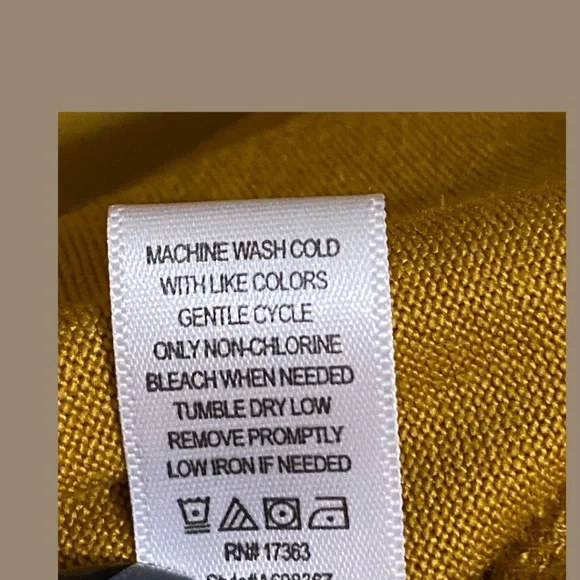 MACHINE WASH COLD
WITH LIKE COLORS
GENTLE CYCLE
ONLY NON-CHLORINE
BLEACH WHEN NEEDED
TUMBLE DRY LOW
REMOVE PROMPTLY
LOW IRON IF NEEDED
RN# 17363